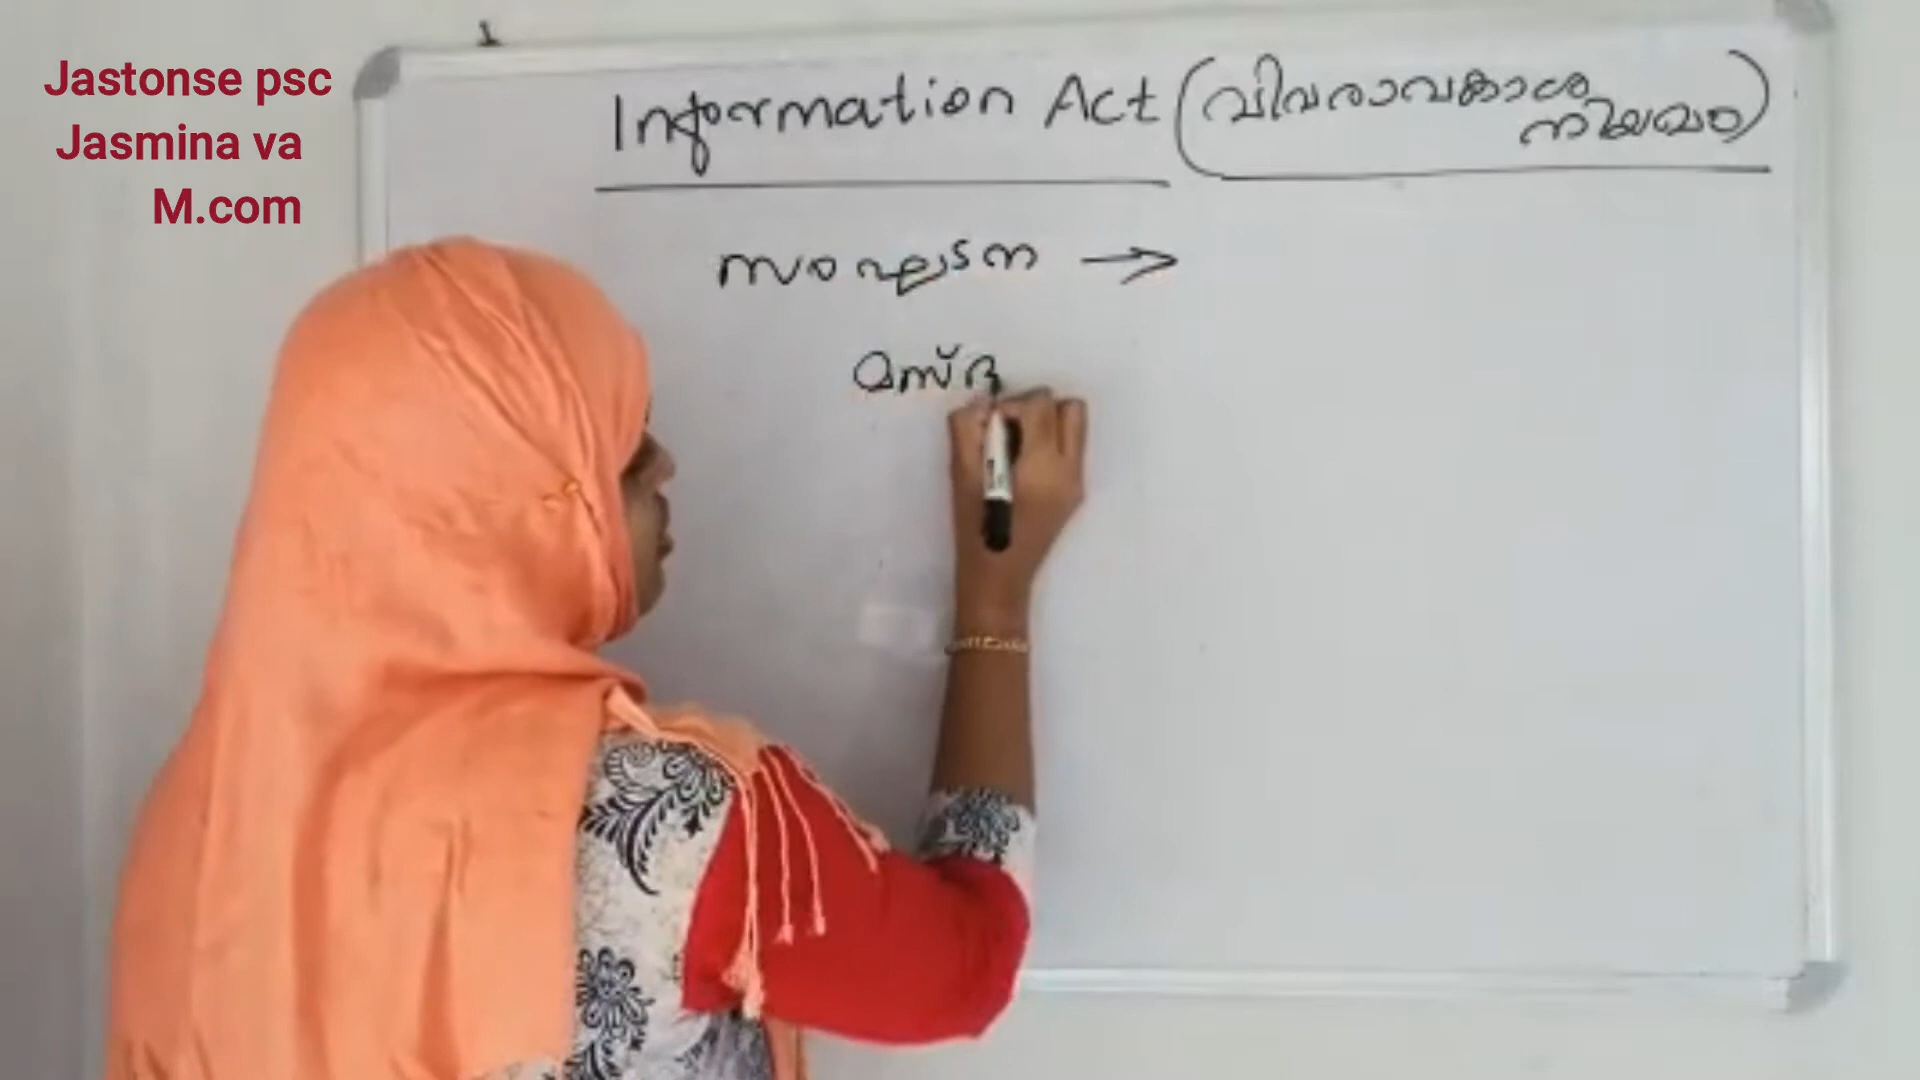 Jastonse psc
Jasmina va
M.com
Information Act (വിവരാവകാശ
നിയമം)
സംഘടന →
മസ്ദ